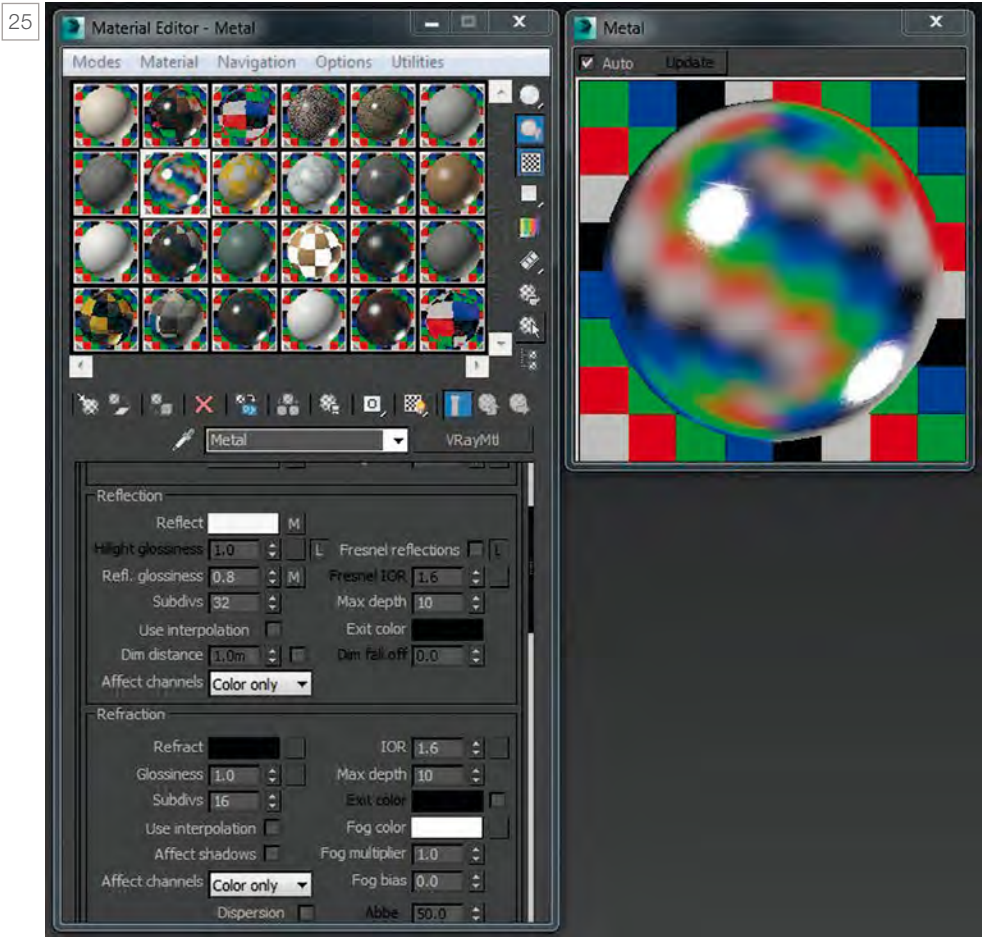 25
Material Editor - Metal
Modes Material Navigation Options Utilities
Metal VRayMtl
Reflection
Reflect M
Hilight glossiness 1.0 L Fresnel reflections L
Refl. glossiness 0.8 M Fresnel IOR 1.6
Subdivs 32 Max depth 10
Use interpolation Exit color
Dim distance 1.0m Dim fall off 0.0
Affect channels Color only
Refraction
Refract IOR 1.6
Glossiness 1.0 Max depth 10
Subdivs 16 Exit color
Use interpolation Fog color
Affect shadows Fog multiplier 1.0
Affect channels Color only Fog bias 0.0
Dispersion Abbe 50.0
Metal
Auto Update